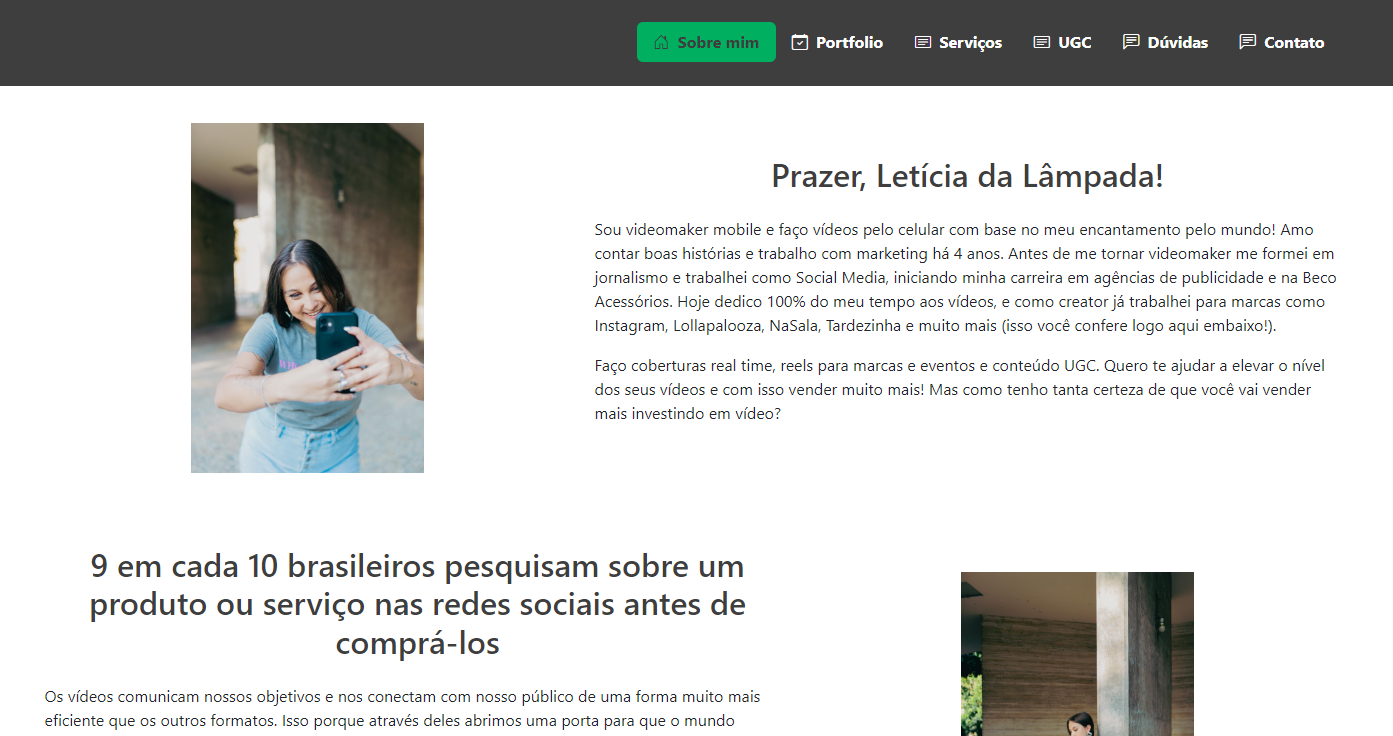 Sobre mim
Portfolio
Serviços
UGC
Dúvidas
Contato
Prazer, Letícia da Lâmpada!
Sou videomaker mobile e faço vídeos pelo celular com base no meu encantamento pelo mundo! Amo
contar boas histórias e trabalho com marketing há 4 anos. Antes de me tornar videomaker me formei em
jornalismo e trabalhei como Social Media, iniciando minha carreira em agências de publicidade e na Beco
Acessórios. Hoje dedico 100% do meu tempo aos vídeos, e como creator já trabalhei para marcas como
Instagram, Lollapalooza, NaSala, Tardezinha e muito mais (isso você confere logo aqui embaixo!).
Faço coberturas real time, reels para marcas e eventos e conteúdo UGC. Quero te ajudar a elevar o nível
dos seus vídeos e com isso vender muito mais! Mas como tenho tanta certeza de que você vai vender
mais investindo em vídeo?
9 em cada 10 brasileiros pesquisam sobre um
produto ou serviço nas redes sociais antes de
comprá-los
Os vídeos comunicam nossos objetivos e nos conectam com nosso público de uma forma muito mais
eficiente que os outros formatos. Isso porque através deles abrimos uma porta para que o mundo